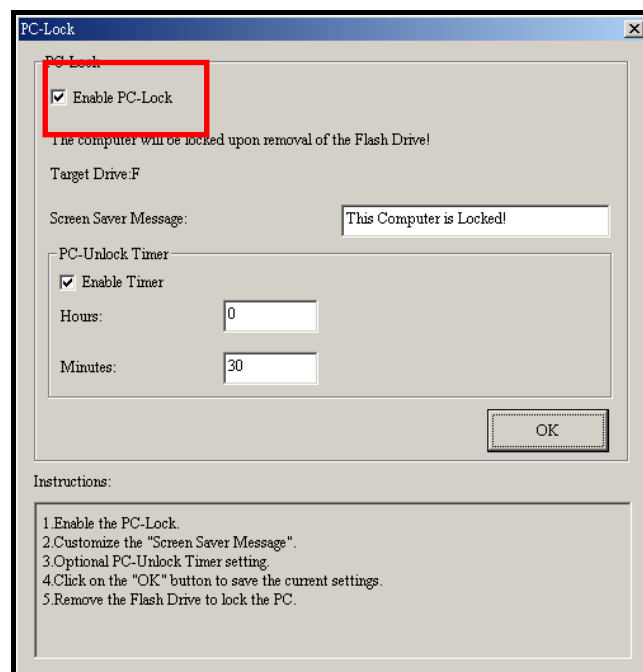 PC-Lock
PC-Lock
Enable PC-Lock
The computer will be locked upon removal of the Flash Drive!
Target Drive:F
Screen Saver Message:
This Computer is Locked!
PC-Unlock Timer
Enable Timer
Hours:
0
Minutes:
30
OK
Instructions:
1.Enable the PC-Lock.
2.Customize the "Screen Saver Message".
3.Optional PC-Unlock Timer setting.
4.Click on the "OK" button to save the current settings.
5.Remove the Flash Drive to lock the PC.